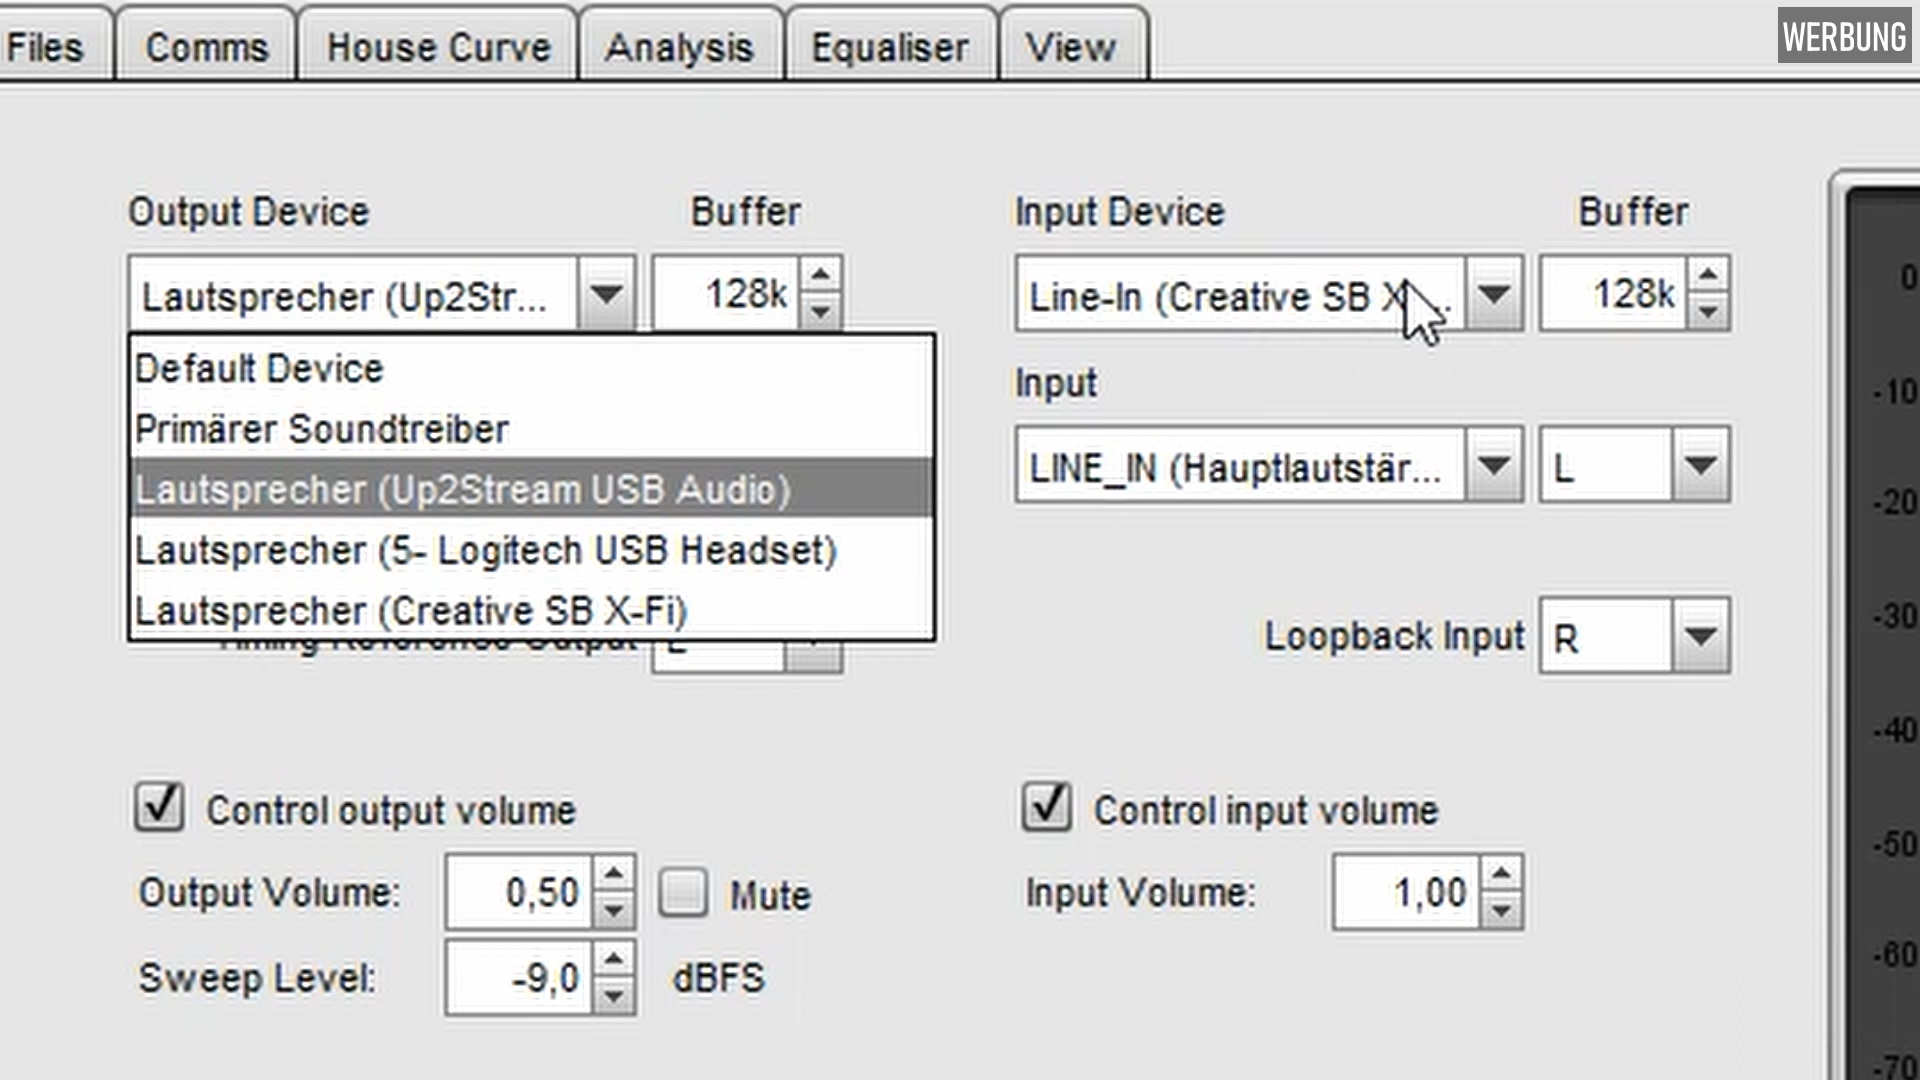 Files Comms House Curve Analysis Equaliser View
WERBUNG
Output Device Buffer Input Device Buffer
Lautsprecher (Up2Str... 128k Line-In (Creative SB X 128k
Default Device
Primärer Soundtreiber
Lautsprecher (Up2Stream USB Audio)
Lautsprecher (5- Logitech USB Headset)
Lautsprecher (Creative SB X-Fi)
Input
LINE_IN (Hauptlautstär... L
Timing Reference Output
Loopback Input R
Control output volume Control input volume
Output Volume: 0,50 Mute Input Volume: 1,00
Sweep Level: -9,0 dBFS
0
-10
-20
-30
-40
-50
-60
-70